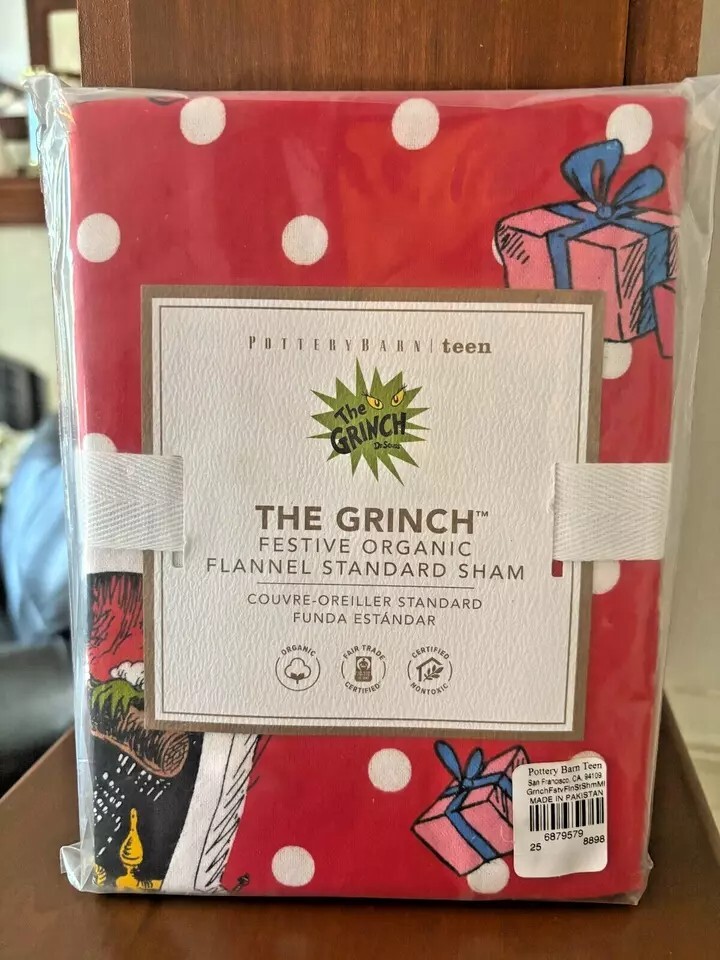 POTTERYBARN | teen
The
GRINCH
Dr. Seuss
THE GRINCH™
FESTIVE ORGANIC
FLANNEL STANDARD SHAM
COUVRE-OREILLER STANDARD
FUNDA ESTÁNDAR
ORGANIC
FAIR TRADE
CERTIFIED
CERTIFIED
NONTOXIC
Pottery Barn Teen
San Francisco, CA, 94109
GrnchFstvFlnStShmMl
MADE IN PAKISTAN
6879579
25 8898